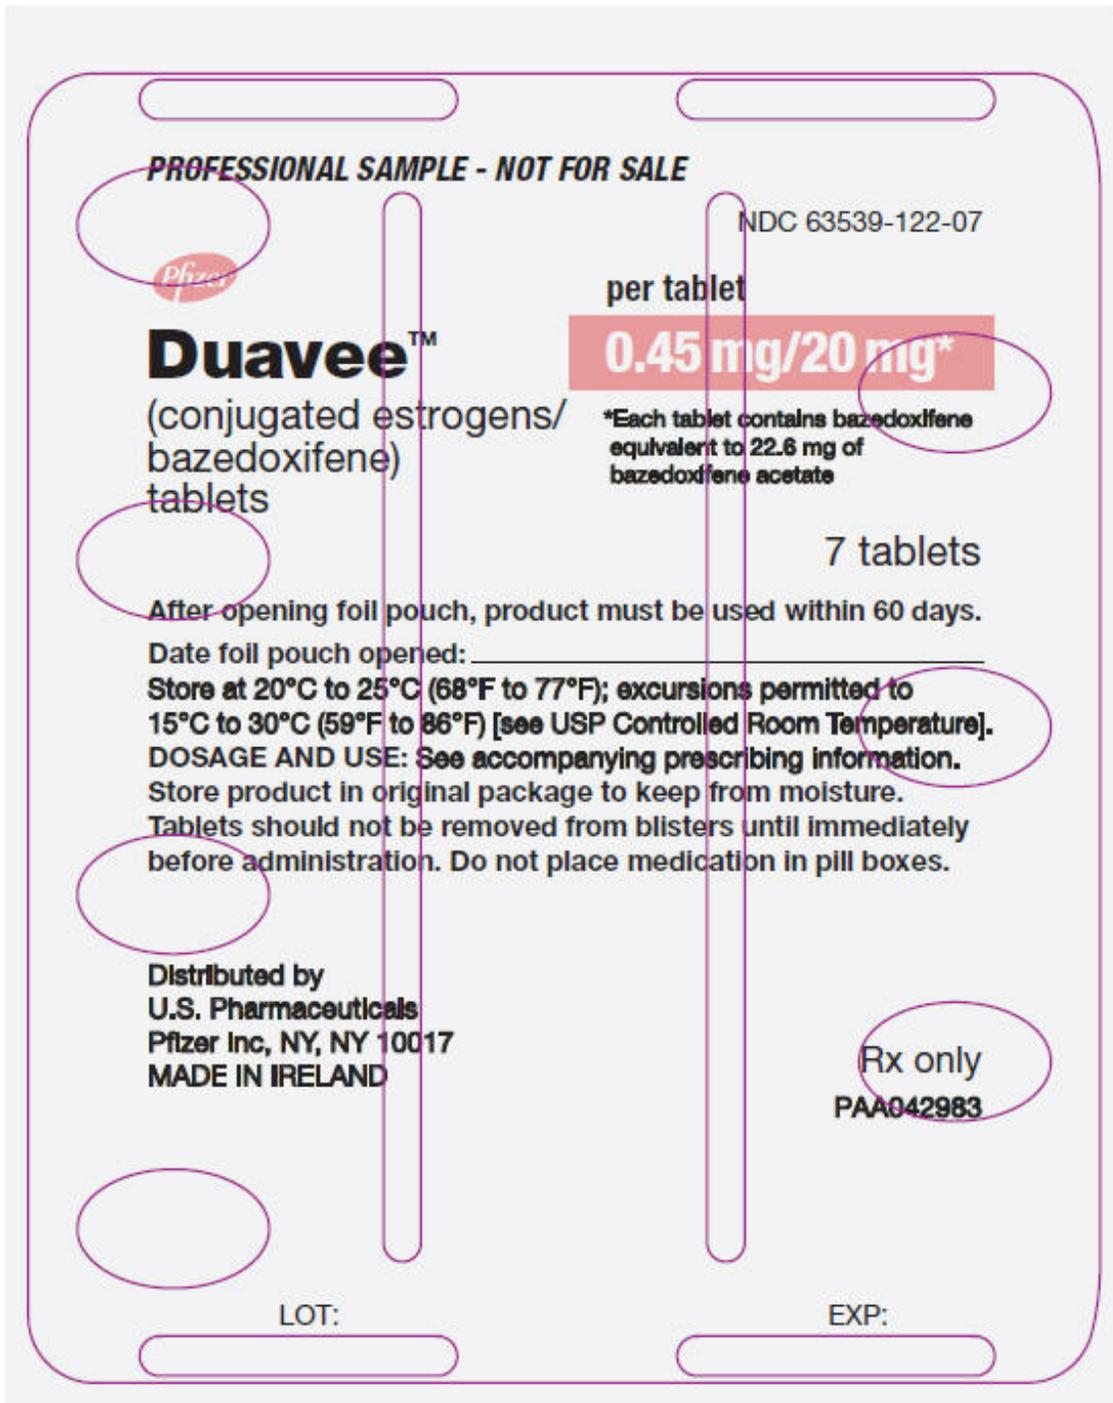 PROFESSIONAL SAMPLE - NOT FOR SALE
NDC 63539-122-07
Pfizer
per tablet
Duavee™
0.45 mg/20 mg*
(conjugated estrogens/
bazedoxifene)
tablets
*Each tablet contains bazedoxifene
equivalent to 22.6 mg of
bazedoxifene acetate
7 tablets
After opening foil pouch, product must be used within 60 days.
Date foil pouch opened:
Store at 20°C to 25°C (68°F to 77°F); excursions permitted to
15°C to 30°C (59°F to 86°F) [see USP Controlled Room Temperature].
DOSAGE AND USE: See accompanying prescribing information.
Store product in original package to keep from moisture.
Tablets should not be removed from blisters until immediately
before administration. Do not place medication in pill boxes.
Distributed by
U.S. Pharmaceuticals
Pfizer Inc, NY, NY 10017
MADE IN IRELAND
Rx only
PAA042983
LOT:
EXP: